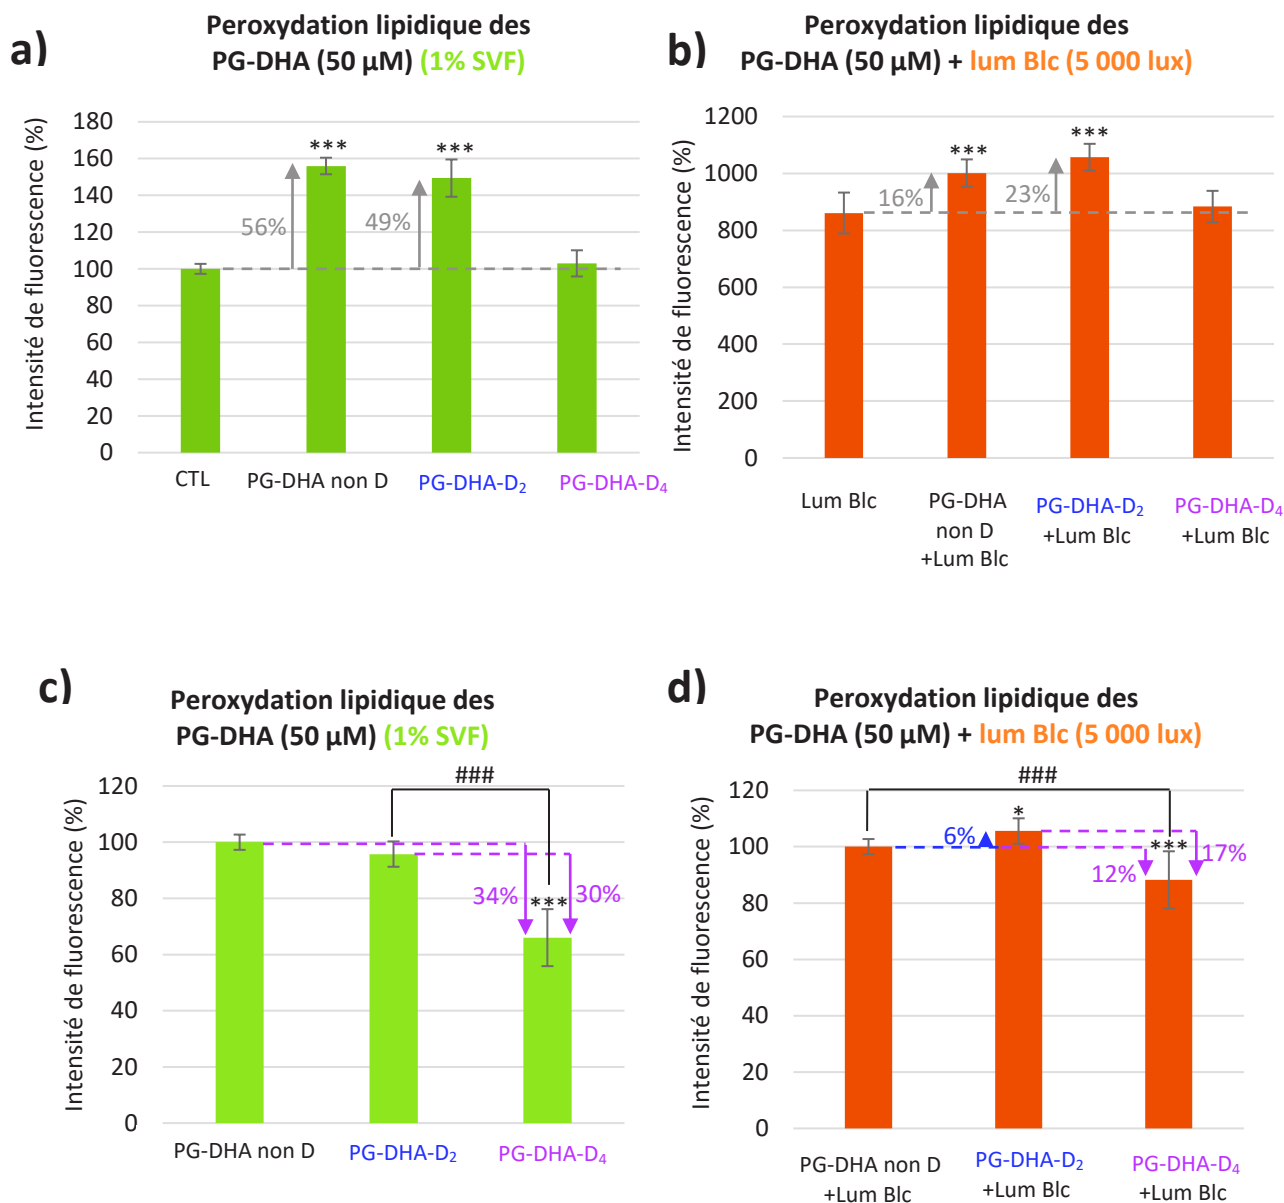 a)
Peroxydation lipidique des
PG-DHA (50 µM) (1% SVF)
Intensité de fluorescence (%)
180
160
140
120
100
80
60
40
20
0
***
***
56%
49%
CTL
PG-DHA non D
PG-DHA-D₂
PG-DHA-D₄
b)
Peroxydation lipidique des
PG-DHA (50 µM) + lum Blc (5 000 lux)
Intensité de fluorescence (%)
1200
1000
800
600
400
200
0
***
***
16%
23%
Lum Blc
PG-DHA
non D
+Lum Blc
PG-DHA-D₂
+Lum Blc
PG-DHA-D₄
+Lum Blc
c)
Peroxydation lipidique des
PG-DHA (50 µM) (1% SVF)
Intensité de fluorescence (%)
120
100
80
60
40
20
0
###
34%
30%
***
PG-DHA non D
PG-DHA-D₂
PG-DHA-D₄
d)
Peroxydation lipidique des
PG-DHA (50 µM) + lum Blc (5 000 lux)
Intensité de fluorescence (%)
120
100
80
60
40
20
0
###
*
6%
***
17%
12%
PG-DHA non D
+Lum Blc
PG-DHA-D₂
+Lum Blc
PG-DHA-D₄
+Lum Blc